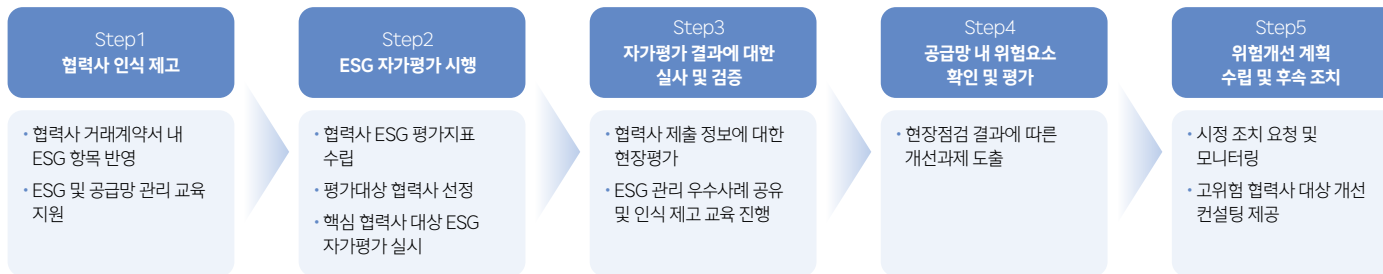 Step1
협력사 인식 제고
• 협력사 거래계약서 내
ESG 항목 반영
• ESG 및 공급망 관리 교육
지원
Step2
ESG 자가평가 시행
• 협력사 ESG 평가지표
수립
• 평가대상 협력사 선정
• 핵심 협력사 대상 ESG
자가평가 실시
Step3
자가평가 결과에 대한
실사 및 검증
• 협력사 제출 정보에 대한
현장평가
• ESG 관리 우수사례 공유
및 인식 제고 교육 진행
Step4
공급망 내 위험요소
확인 및 평가
• 현장점검 결과에 따른
개선과제 도출
Step5
위험개선 계획
수립 및 후속 조치
• 시정 조치 요청 및
모니터링
• 고위험 협력사 대상 개선
컨설팅 제공